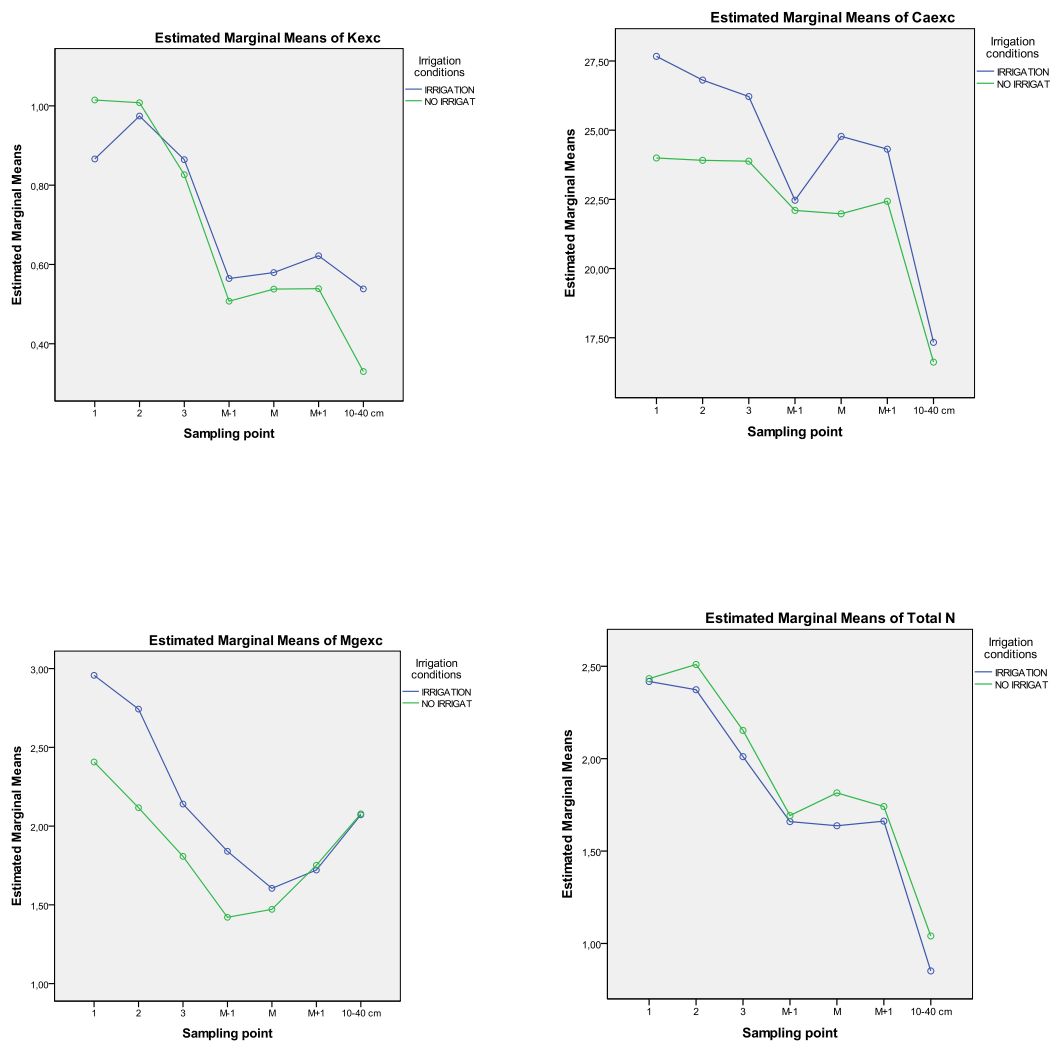 Estimated Marginal Means of Kexc
Irrigation
conditions
IRRIGATION
NO IRRIGAT
Estimated Marginal Means
1,00
0,80
0,60
0,40
1 2 3 M-1 M M+1 10-40 cm
Sampling point
Estimated Marginal Means of Caexc
Irrigation
conditions
IRRIGATION
NO IRRIGAT
Estimated Marginal Means
27,50
25,00
22,50
20,00
17,50
1 2 3 M-1 M M+1 10-40 cm
Sampling point
Estimated Marginal Means of Mgexc
Irrigation
conditions
IRRIGATION
NO IRRIGAT
Estimated Marginal Means
3,00
2,50
2,00
1,50
1,00
1 2 3 M-1 M M+1 10-40 cm
Sampling point
Estimated Marginal Means of Total N
Irrigation
conditions
IRRIGATION
NO IRRIGAT
Estimated Marginal Means
2,50
2,00
1,50
1,00
1 2 3 M-1 M M+1 10-40 cm
Sampling point